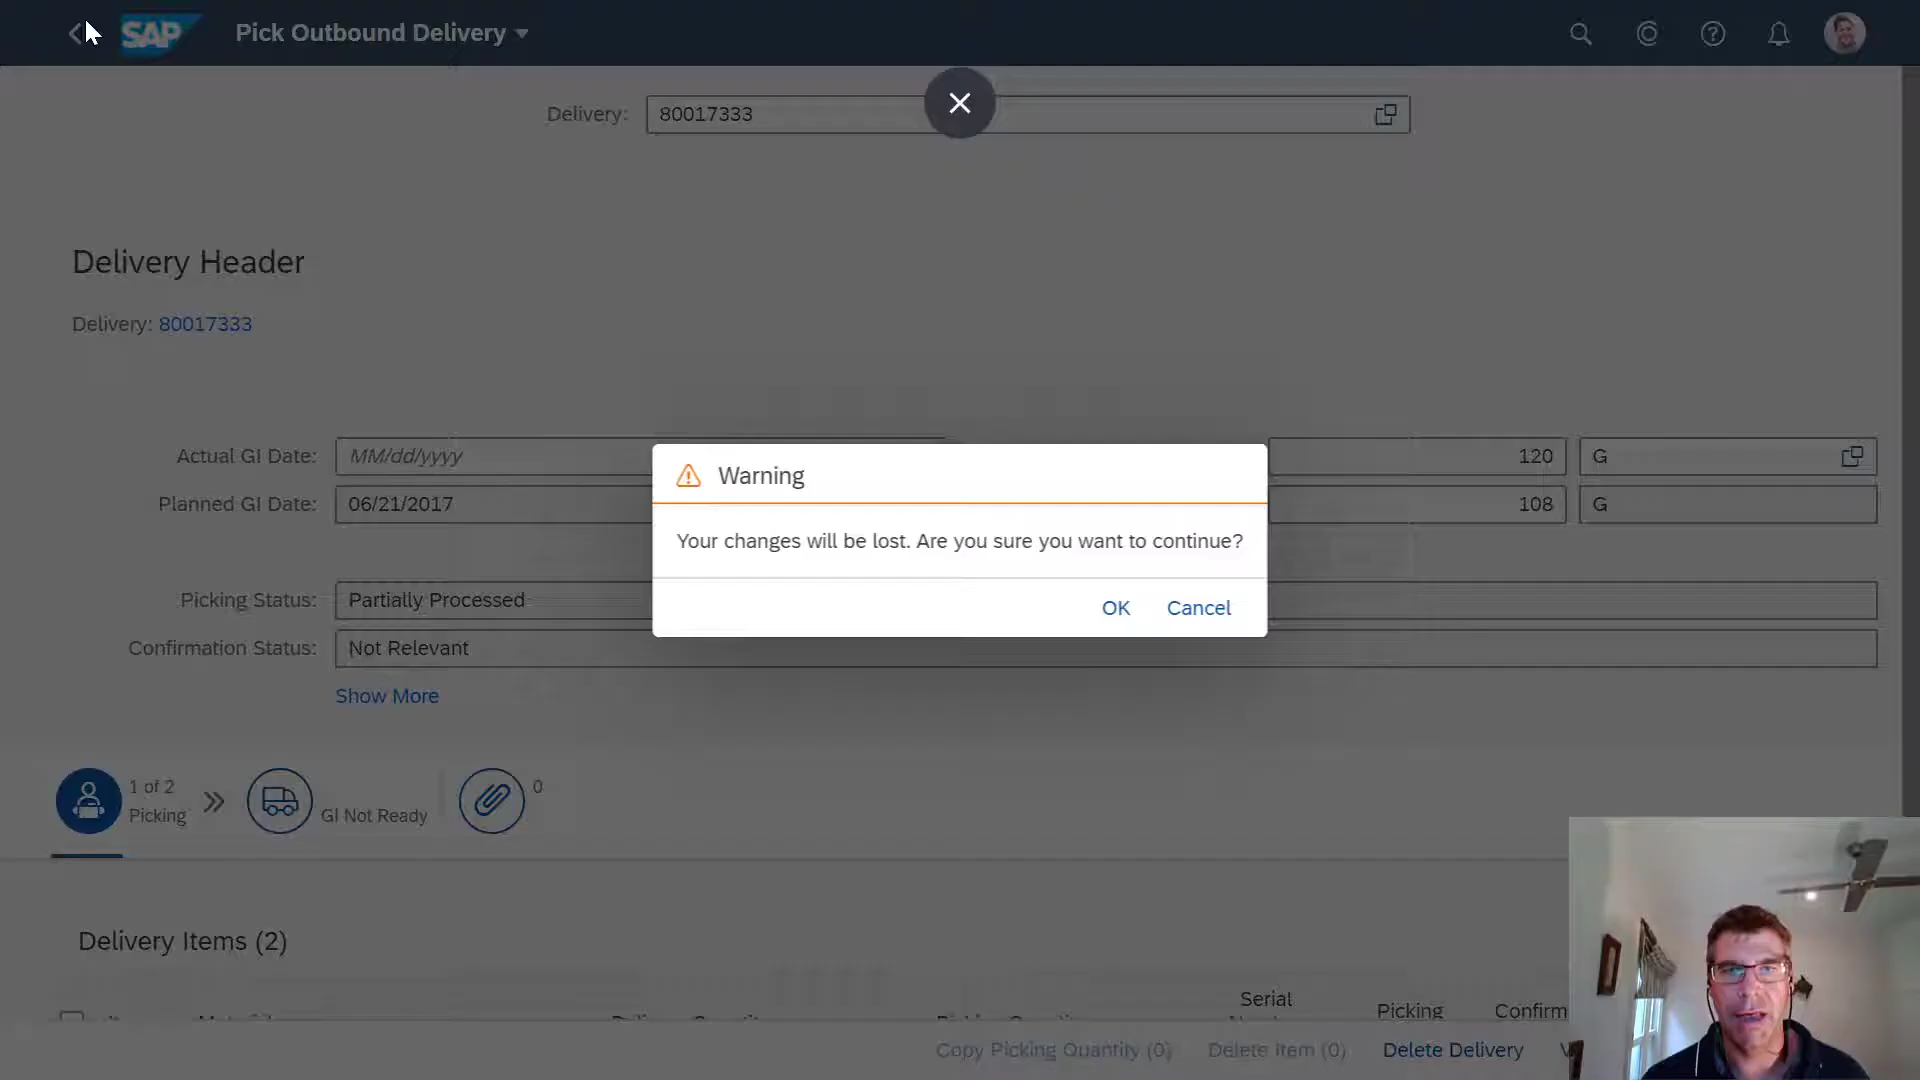 SAP Pick Outbound Delivery
Delivery: 80017333
Delivery Header
Delivery: 80017333
Actual GI Date: MM/dd/yyyy 120 G
Planned GI Date: 06/21/2017 108 G
Warning
Your changes will be lost. Are you sure you want to continue?
OK Cancel
Picking Status: Partially Processed
Confirmation Status: Not Relevant
Show More
1 of 2
Picking
GI Not Ready
0
Delivery Items (2)
Serial
Picking Confirm
Copy Picking Quantity (0) Delete Item (0) Delete Delivery